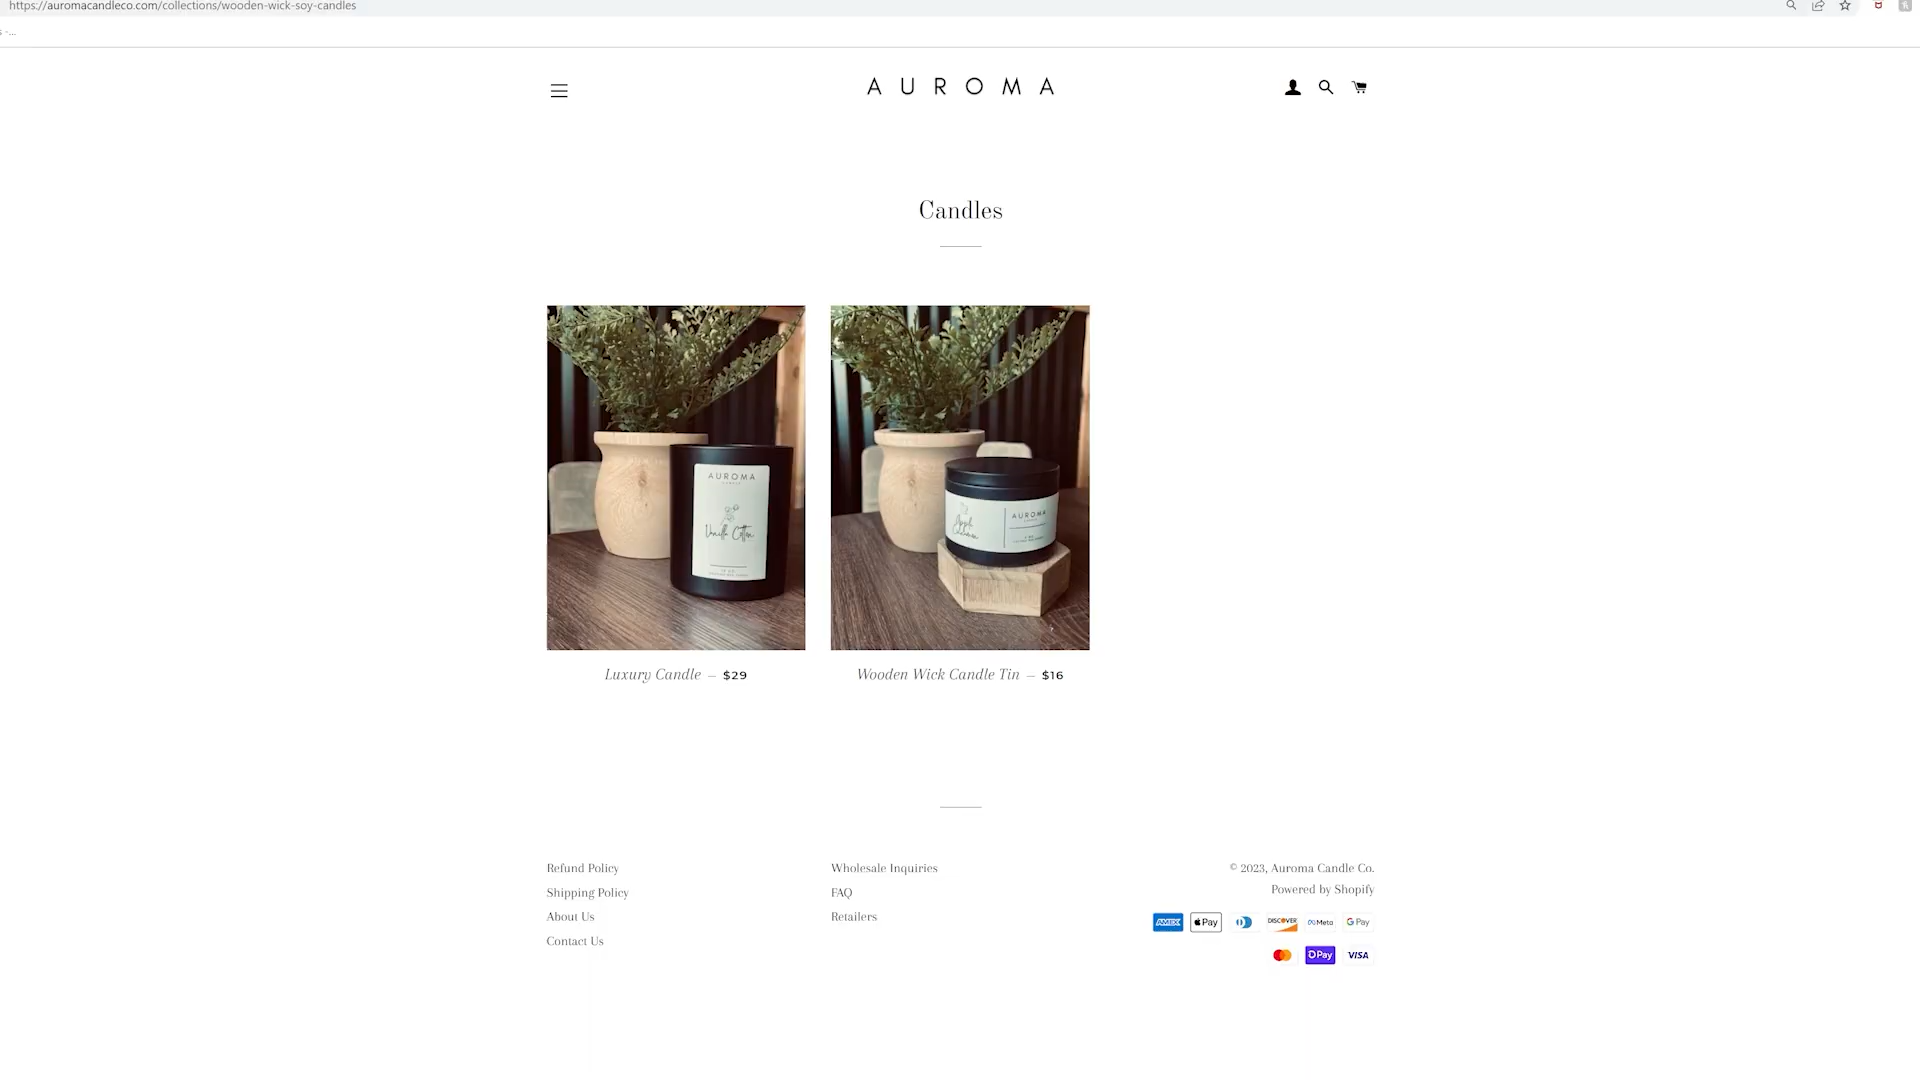 https://auromacandleco.com/collections/wooden-wick-soy-candles
AUROMA
Candles
AUROMA
Vanilla Cotton
AUROMA
Apple
Luxury Candle — $29
Wooden Wick Candle Tin — $16
Refund Policy
Shipping Policy
About Us
Contact Us
Wholesale Inquiries
FAQ
Retailers
© 2023, Auroma Candle Co.
Powered by Shopify
AMEX
Pay
DISCOVER
Meta
G Pay
Pay
VISA